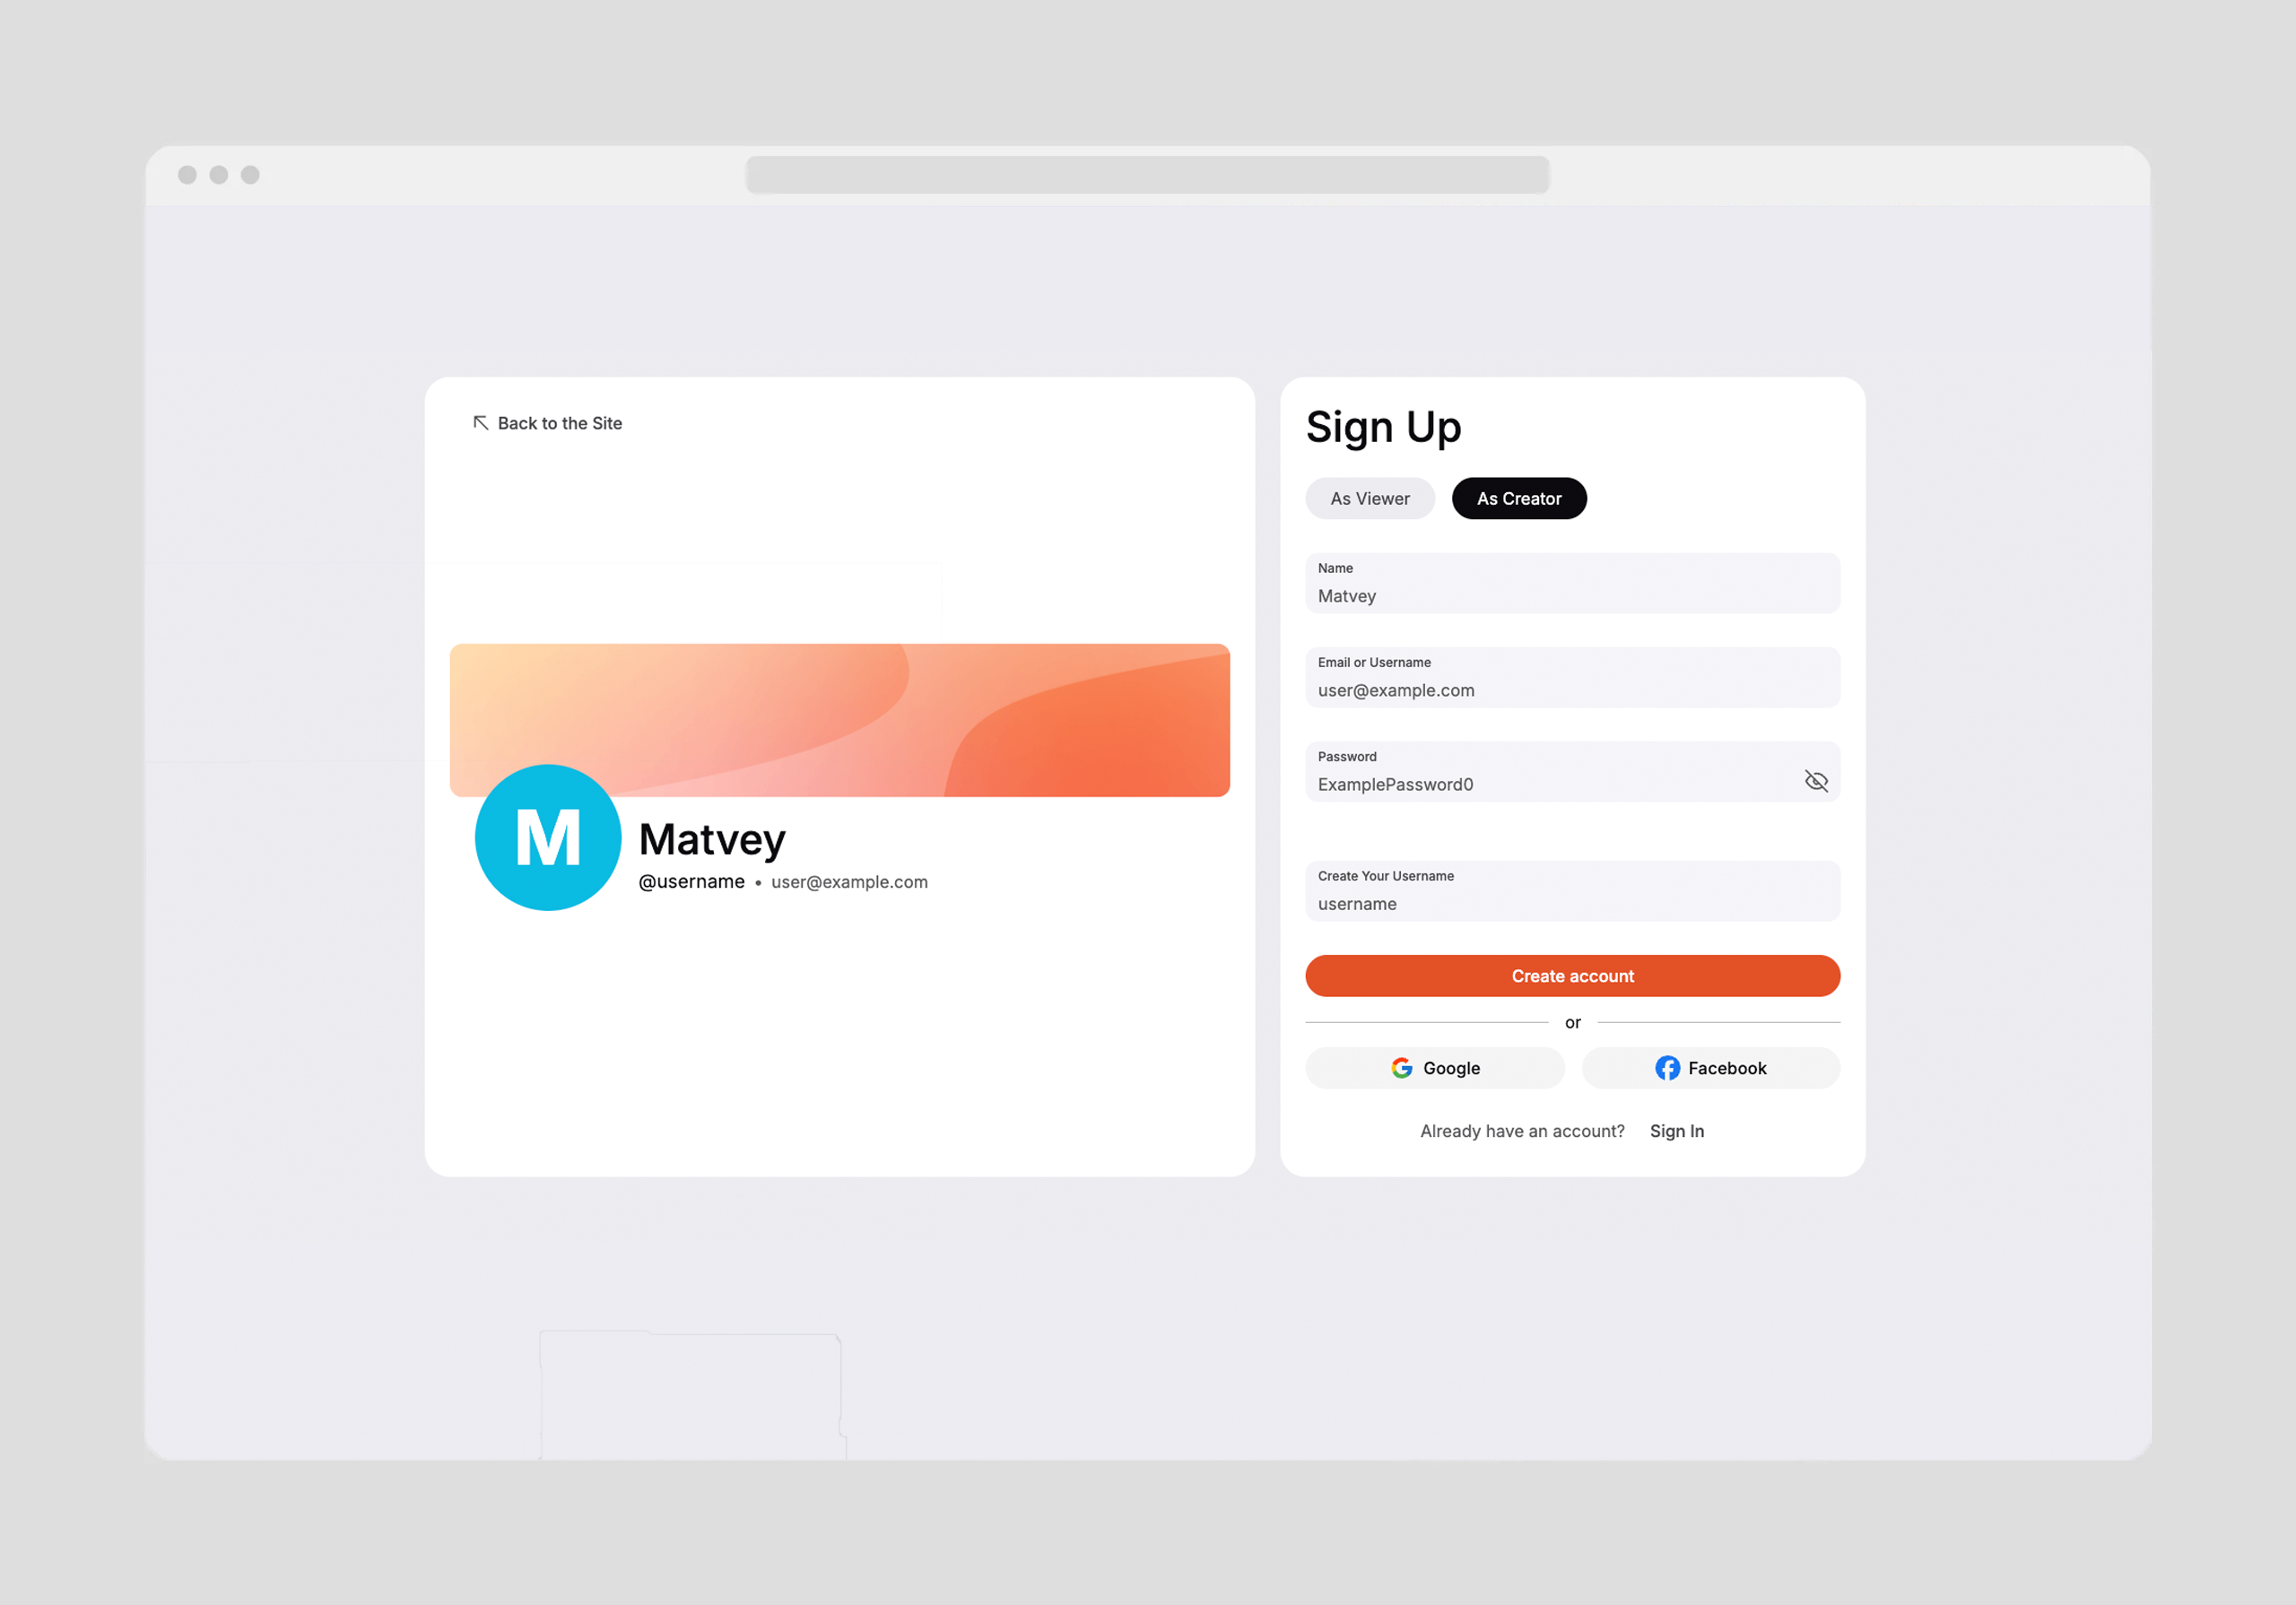 Back to the Site
M
Matvey
@username • user@example.com
Sign Up
As Viewer As Creator
Name
Matvey
Email or Username
user@example.com
Password
ExamplePassword0
Create Your Username
username
Create account
or
Google Facebook
Already have an account? Sign In